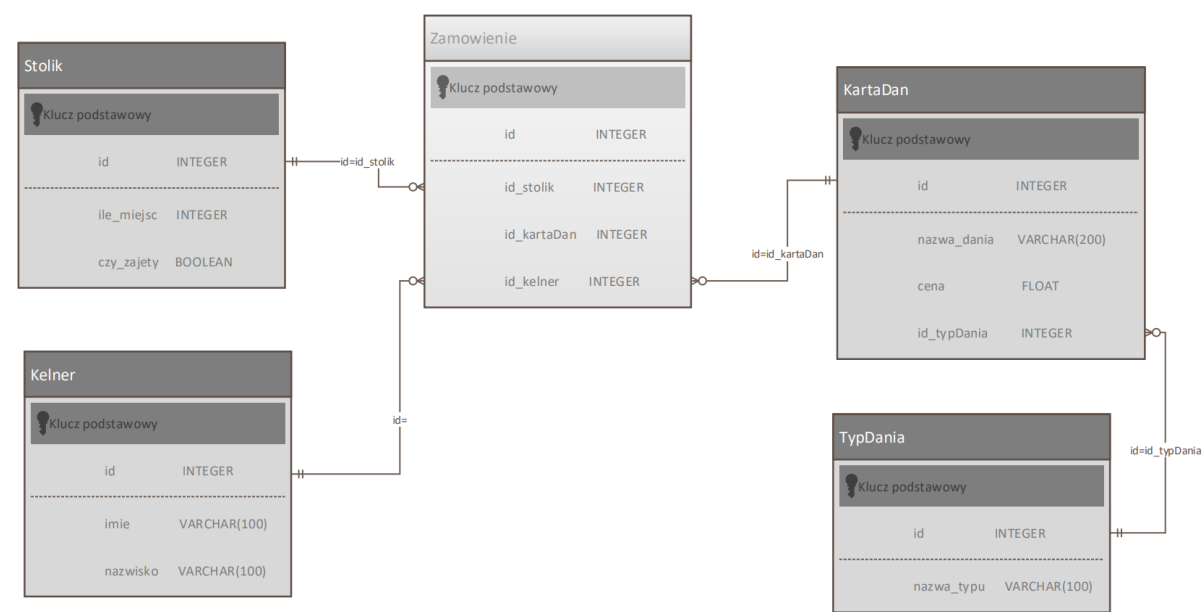 Stolik
Klucz podstawowy
id INTEGER
ile_miejsc INTEGER
czy_zajety BOOLEAN
id=id_stolik
Zamowienie
Klucz podstawowy
id INTEGER
id_stolik INTEGER
id_kartaDan INTEGER
id_kelner INTEGER
id=id_kartaDan
KartaDan
Klucz podstawowy
id INTEGER
nazwa_dania VARCHAR(200)
cena FLOAT
id_typDania INTEGER
Kelner
Klucz podstawowy
id INTEGER
imie VARCHAR(100)
nazwisko VARCHAR(100)
id=
TypDania
Klucz podstawowy
id INTEGER
nazwa_typu VARCHAR(100)
id=id_typDania